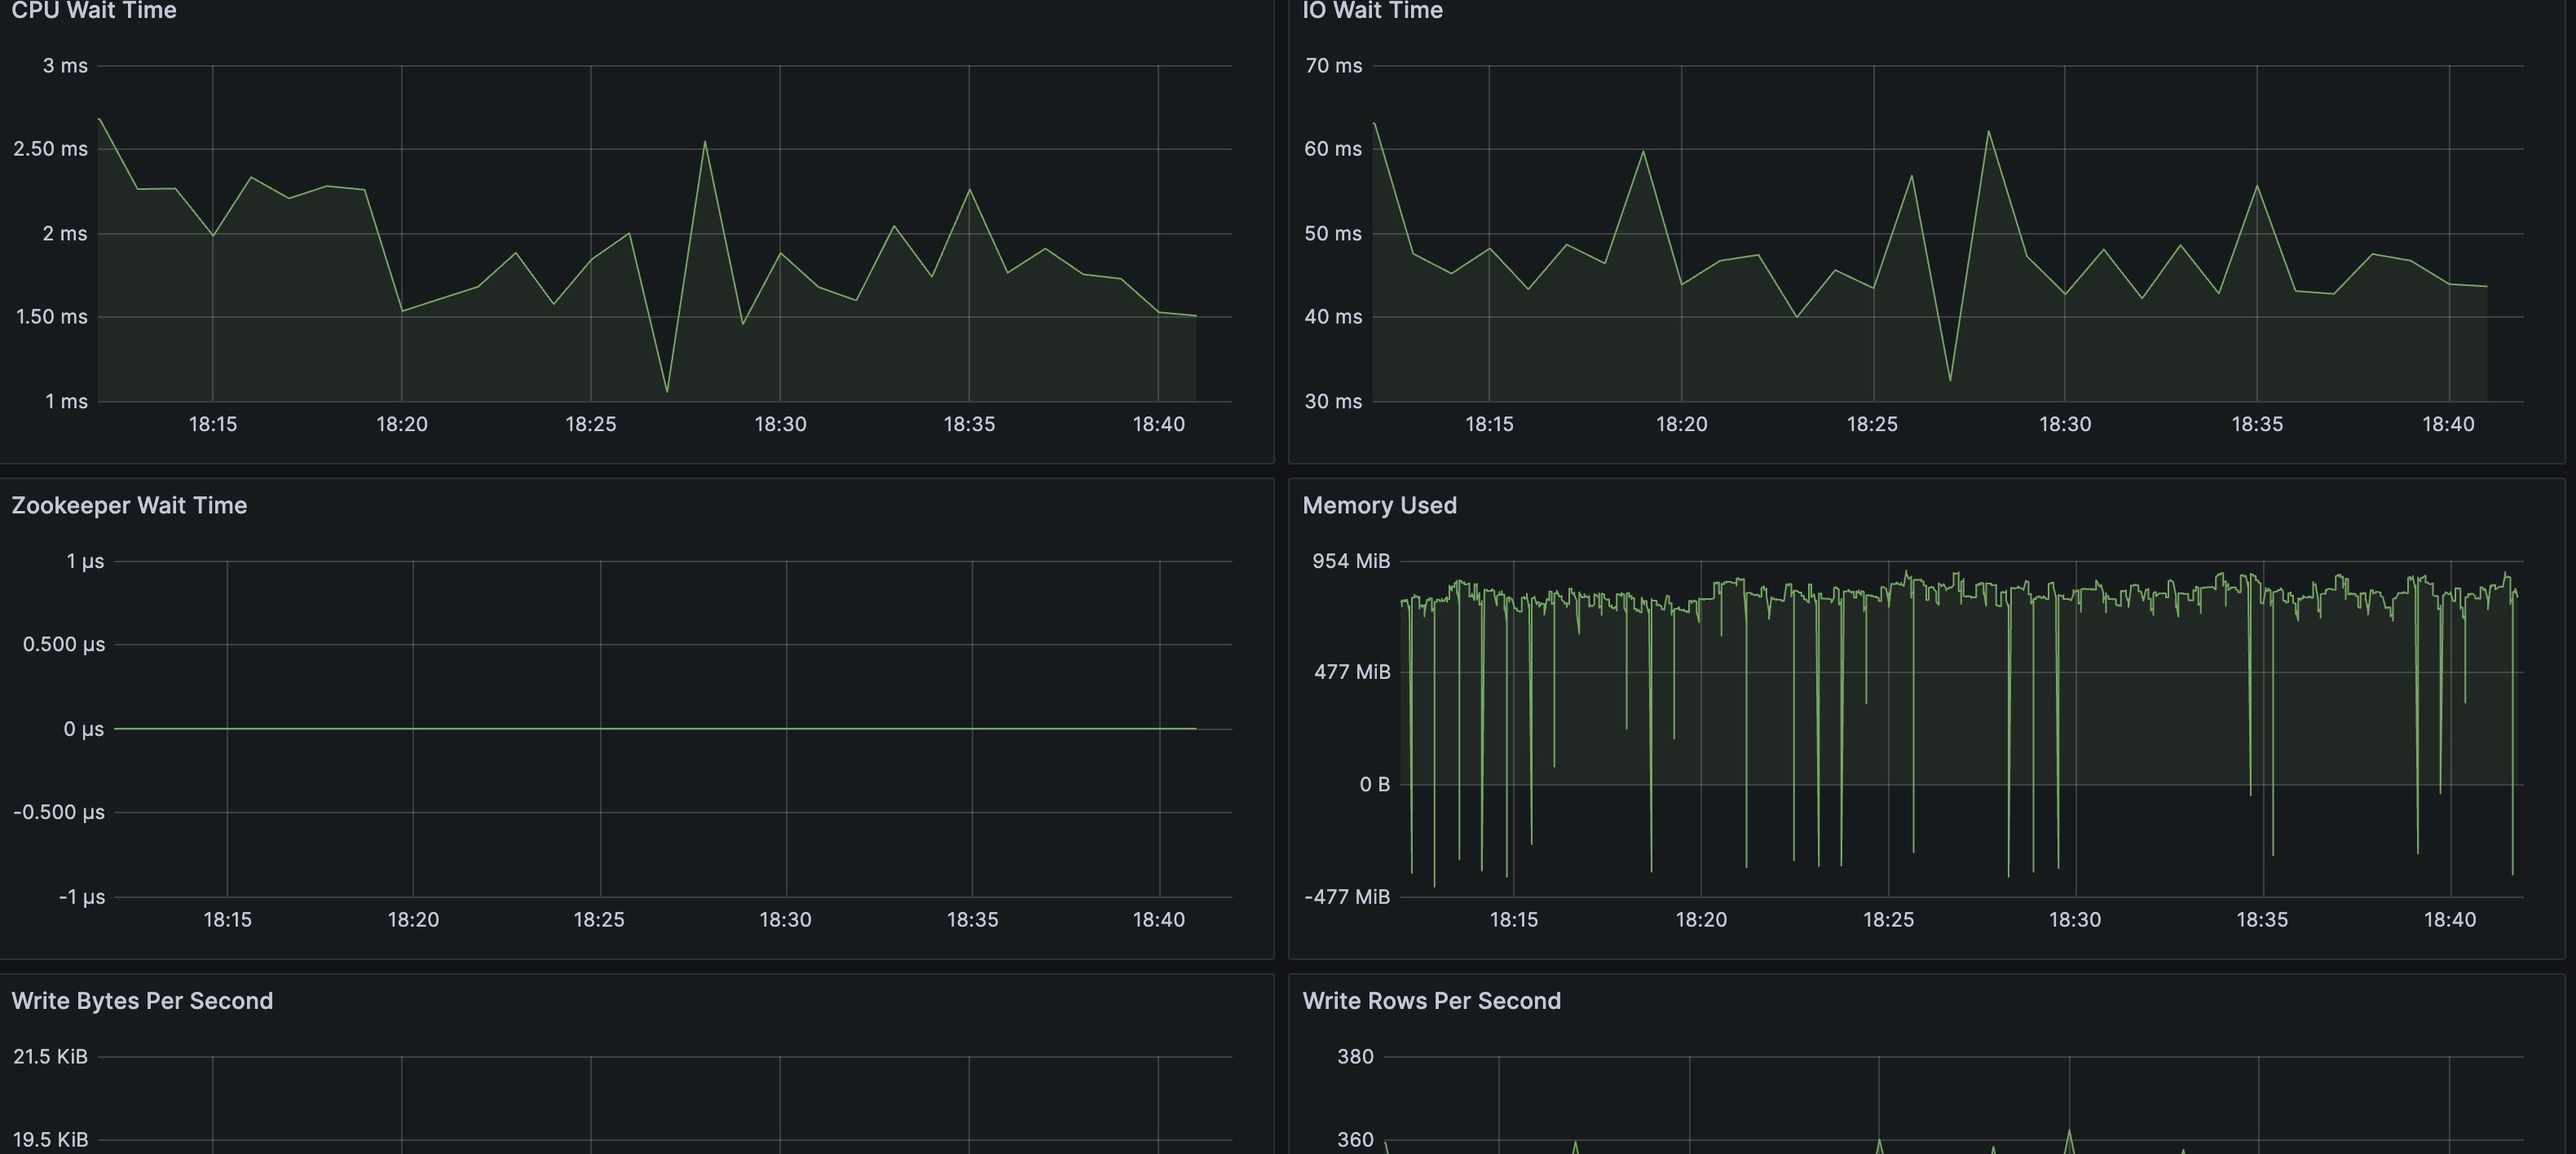 CPU Wait Time
3 ms
2.50 ms
2 ms
1.50 ms
1 ms
18:15 18:20 18:25 18:30 18:35 18:40
IO Wait Time
70 ms
60 ms
50 ms
40 ms
30 ms
18:15 18:20 18:25 18:30 18:35 18:40
Zookeeper Wait Time
1 µs
0.500 µs
0 µs
-0.500 µs
-1 µs
18:15 18:20 18:25 18:30 18:35 18:40
Memory Used
954 MiB
477 MiB
0 B
-477 MiB
18:15 18:20 18:25 18:30 18:35 18:40
Write Bytes Per Second
21.5 KiB
19.5 KiB
Write Rows Per Second
380
360